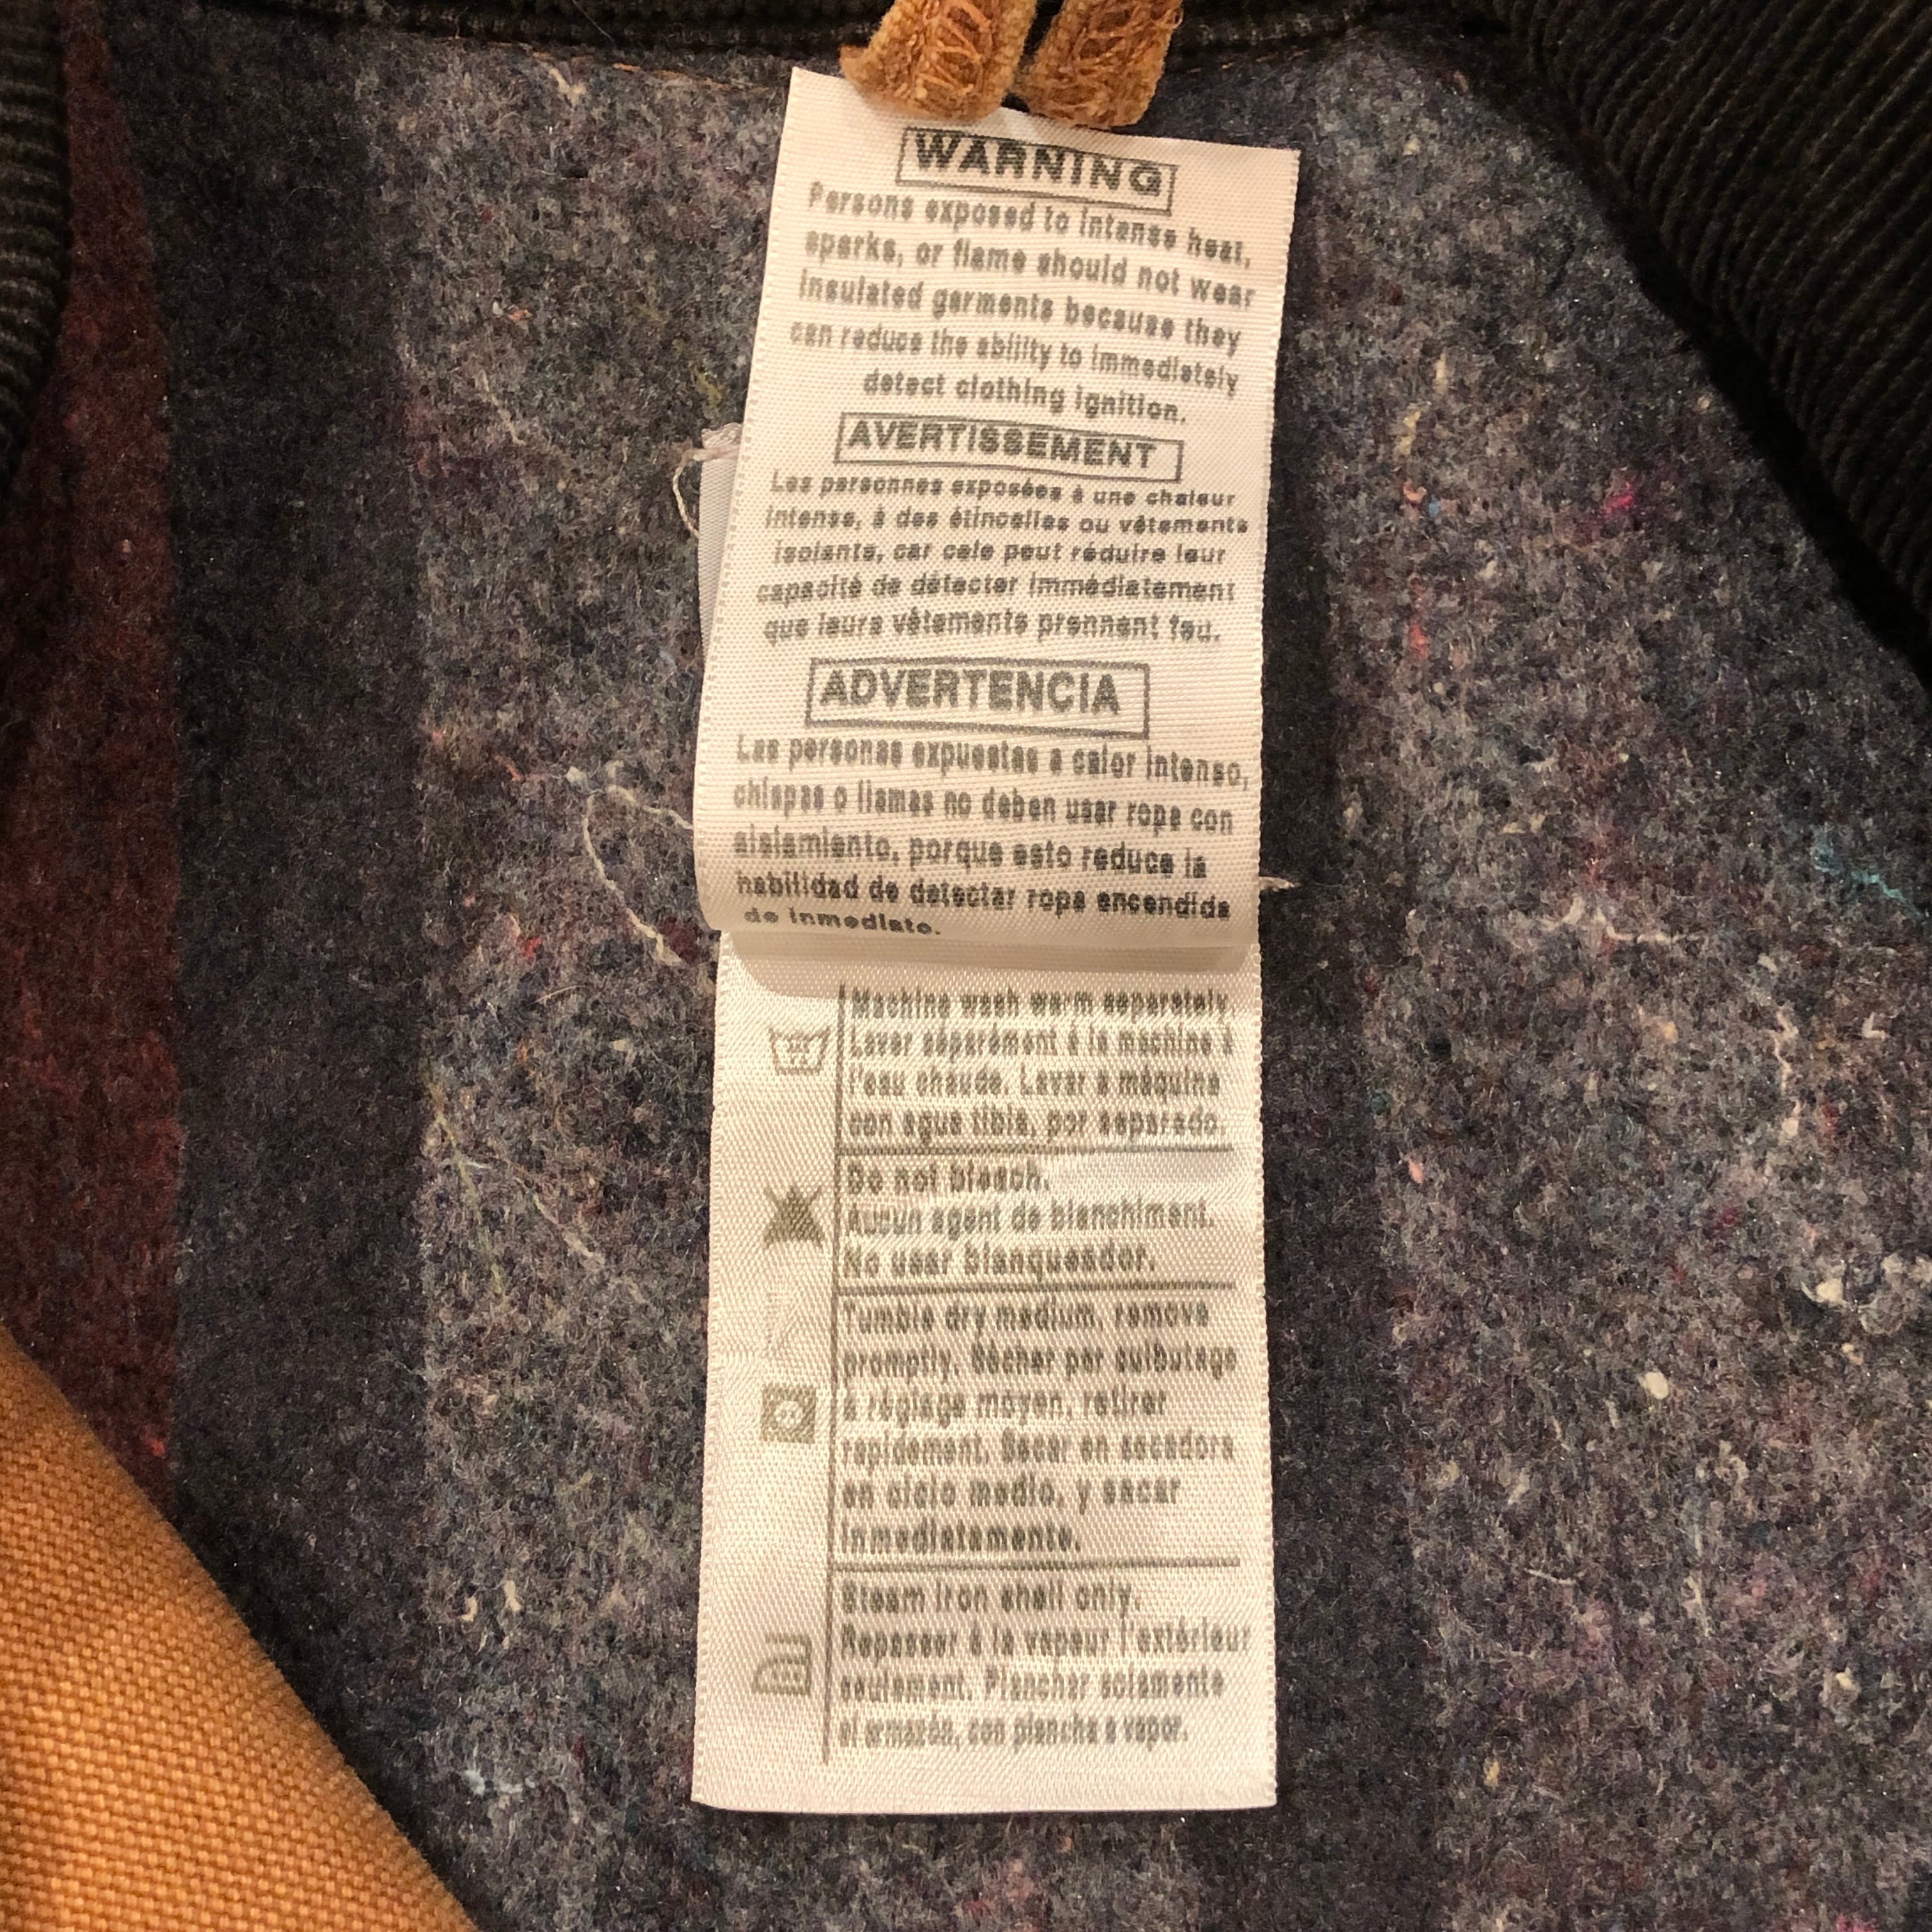 WARNING
Persons exposed to intense heat,
sparks, or flame should not wear
insulated garments because they
can reduce the ability to immediately
detect clothing ignition.
AVERTISSEMENT
Les personnes exposées à une chaleur
intense, à des étincelles ou vêtements
isolants, car cela peut réduire leur
capacité de détecter immédiatement
que leurs vêtements prennent feu.
ADVERTENCIA
Las personas expuestas a calor intenso,
chispas o llamas no deben usar ropa con
aislamiento, porque esto reduce la
habilidad de detectar ropa encendida
de inmediato.
Machine wash warm separately.
Laver séparément à la machine à
l'eau chaude. Lavar a máquina
con agua tibia, por separado.
Do not bleach.
Aucun agent de blanchiment.
No usar blanqueador.
Tumble dry medium, remove
promptly. Sécher par culbutage
à réglage moyen, retirer
rapidement. Secar en secadora
en ciclo medio, y sacar
inmediatamente.
Steam iron shell only.
Repasser à la vapeur l'extérieur
seulement. Planchar solamente
el armazón, con plancha a vapor.